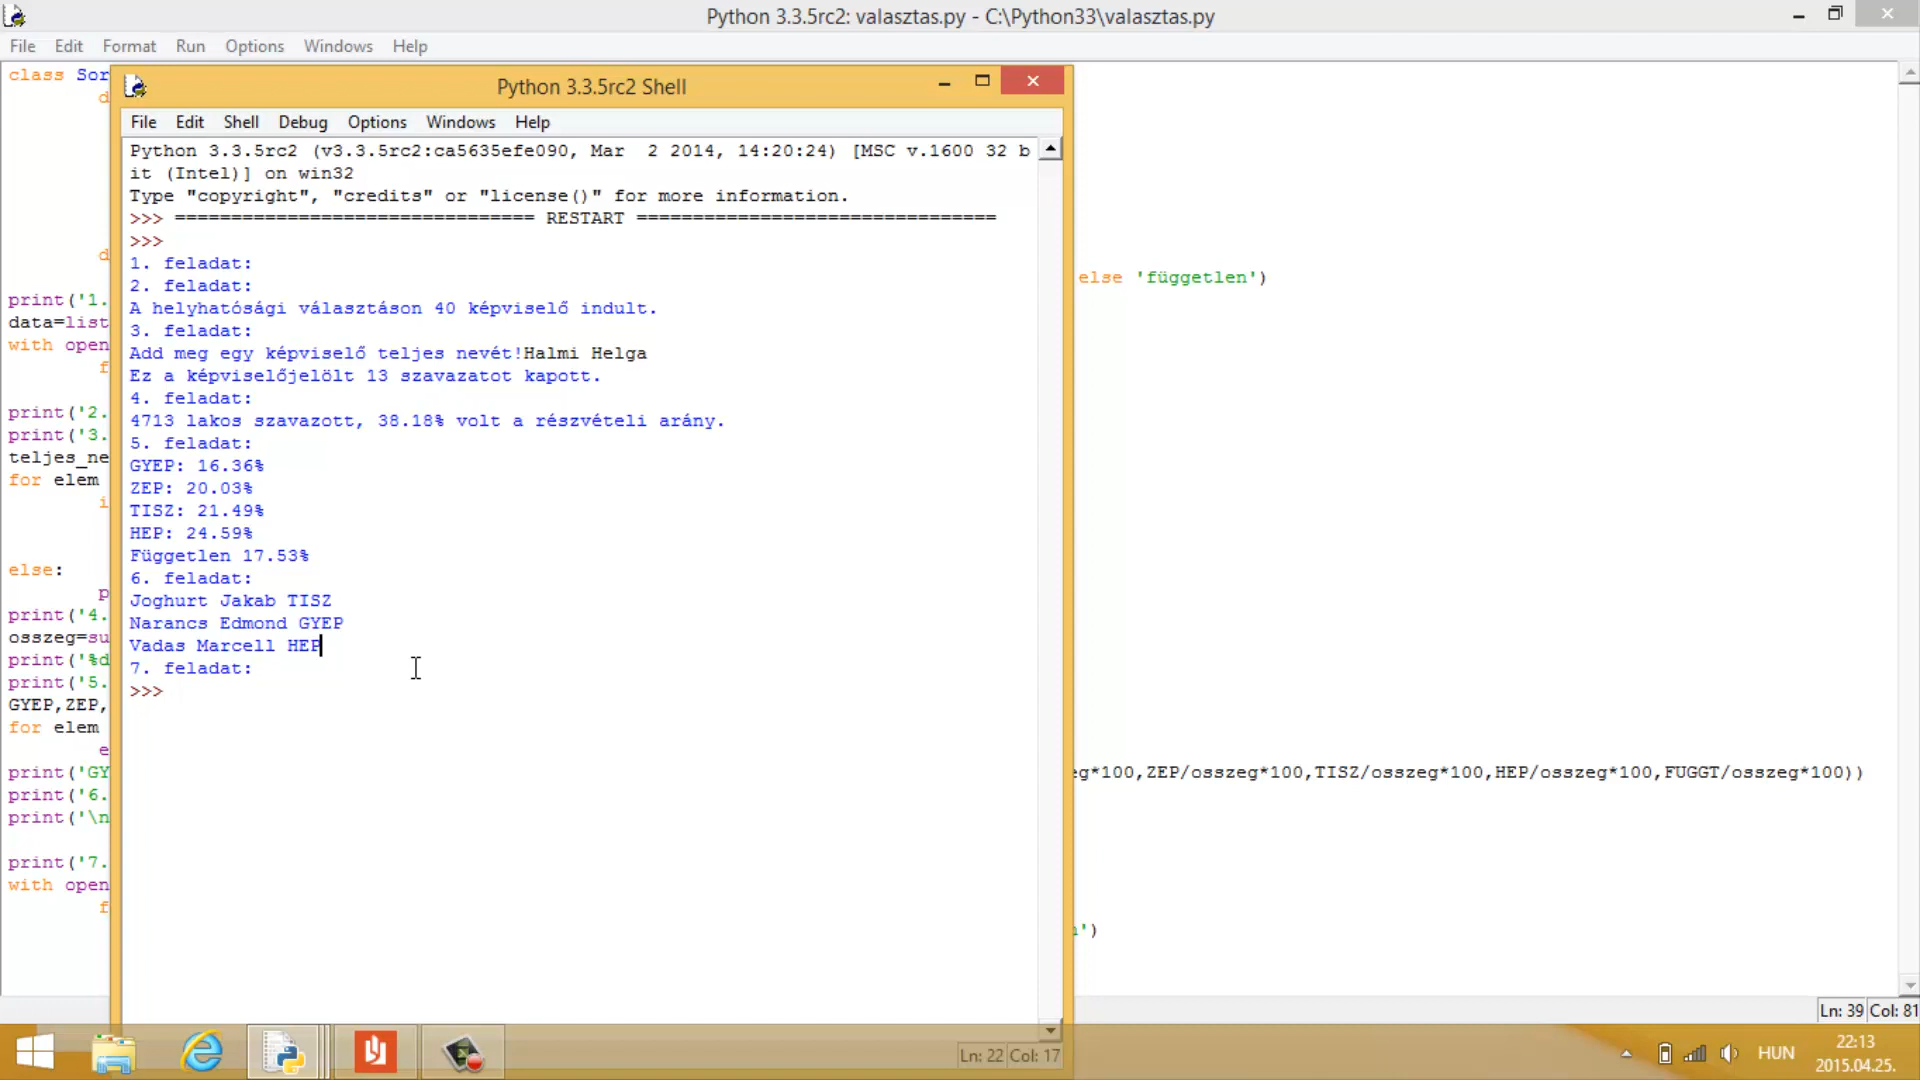 Python 3.3.5rc2: valasztas.py - C:\Python33\valasztas.py
File Edit Format Run Options Windows Help
class Sor
d
d
print('1.
data=list
with open
f
print('2.
print('3.
teljes_ne
for elem
i
else:
p
print('4.
osszeg=su
print('%d
print('5.
GYEP,ZEP,
for elem
e
print('GY
print('6.
print('\n
print('7.
with open
f
Python 3.3.5rc2 Shell
File Edit Shell Debug Options Windows Help
Python 3.3.5rc2 (v3.3.5rc2:ca5635efe090, Mar  2 2014, 14:20:24) [MSC v.1600 32 b
it (Intel)] on win32
Type "copyright", "credits" or "license()" for more information.
>>> ================================ RESTART ================================
>>>
1. feladat:
2. feladat:
A helyhatósági választáson 40 képviselő indult.
3. feladat:
Add meg egy képviselő teljes nevét!Halmi Helga
Ez a képviselőjelölt 13 szavazatot kapott.
4. feladat:
4713 lakos szavazott, 38.18% volt a részvételi arány.
5. feladat:
GYEP: 16.36%
ZEP: 20.03%
TISZ: 21.49%
HEP: 24.59%
Független 17.53%
6. feladat:
Joghurt Jakab TISZ
Narancs Edmond GYEP
Vadas Marcell HEP
7. feladat:
>>>
Ln: 22 Col: 17
else 'független')
eg*100,ZEP/osszeg*100,TISZ/osszeg*100,HEP/osszeg*100,FUGGT/osszeg*100))
')
Ln: 39 Col: 81
HUN
22:13
2015.04.25.